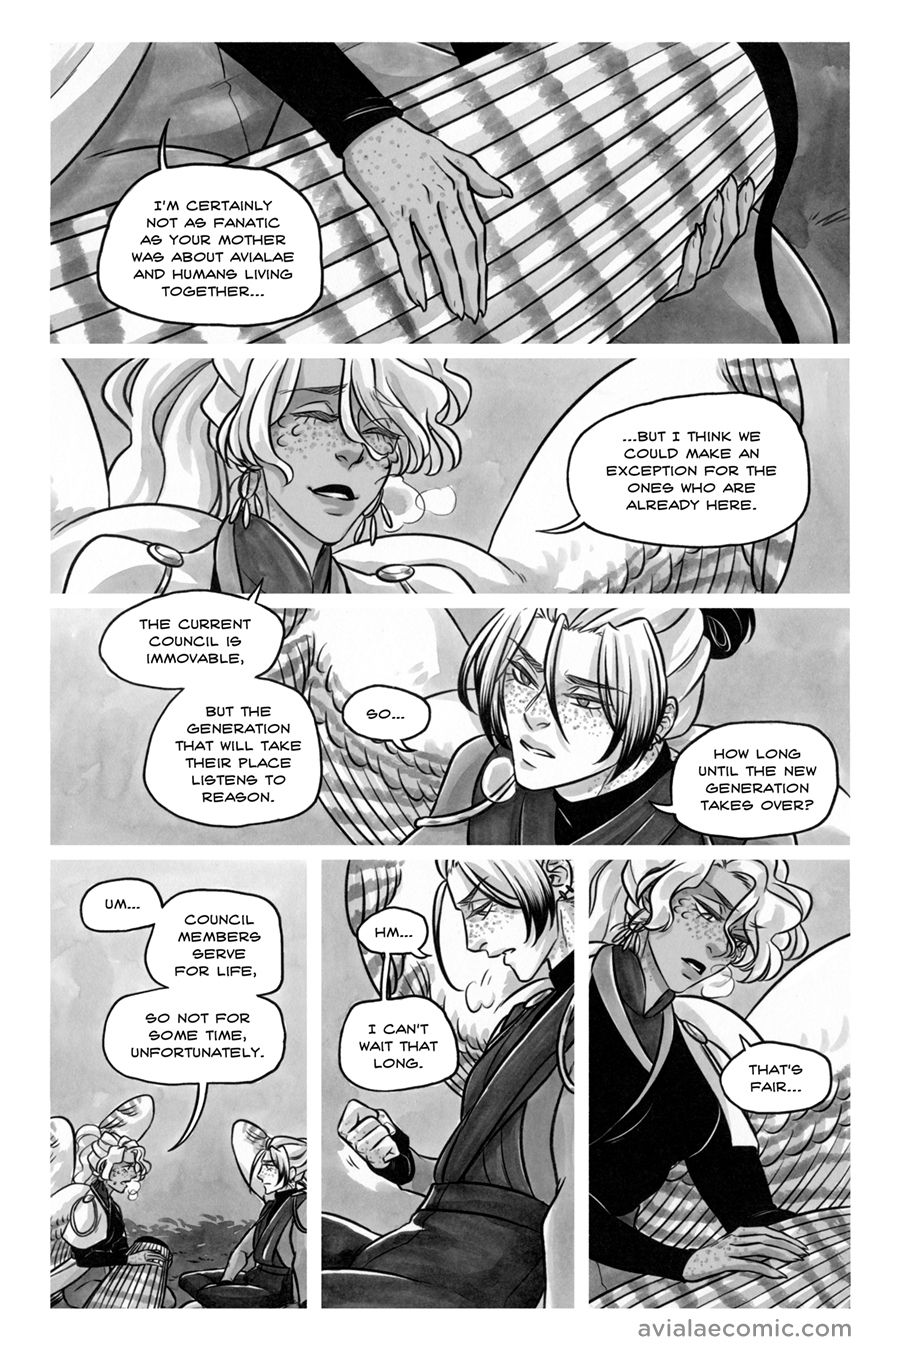 I'M CERTAINLY
NOT AS FANATIC
AS YOUR MOTHER
WAS ABOUT AVIALAE
AND HUMANS LIVING
TOGETHER...
...BUT I THINK WE
COULD MAKE AN
EXCEPTION FOR THE
ONES WHO ARE
ALREADY HERE.
THE CURRENT
COUNCIL IS
IMMOVABLE,
BUT THE
GENERATION
THAT WILL TAKE
THEIR PLACE
LISTENS TO
REASON.
SO...
HOW LONG
UNTIL THE NEW
GENERATION
TAKES OVER?
UM...
COUNCIL
MEMBERS
SERVE
FOR LIFE,
SO NOT FOR
SOME TIME,
UNFORTUNATELY.
HM...
I CAN'T
WAIT THAT
LONG.
THAT'S
FAIR...
avialaecomic.com